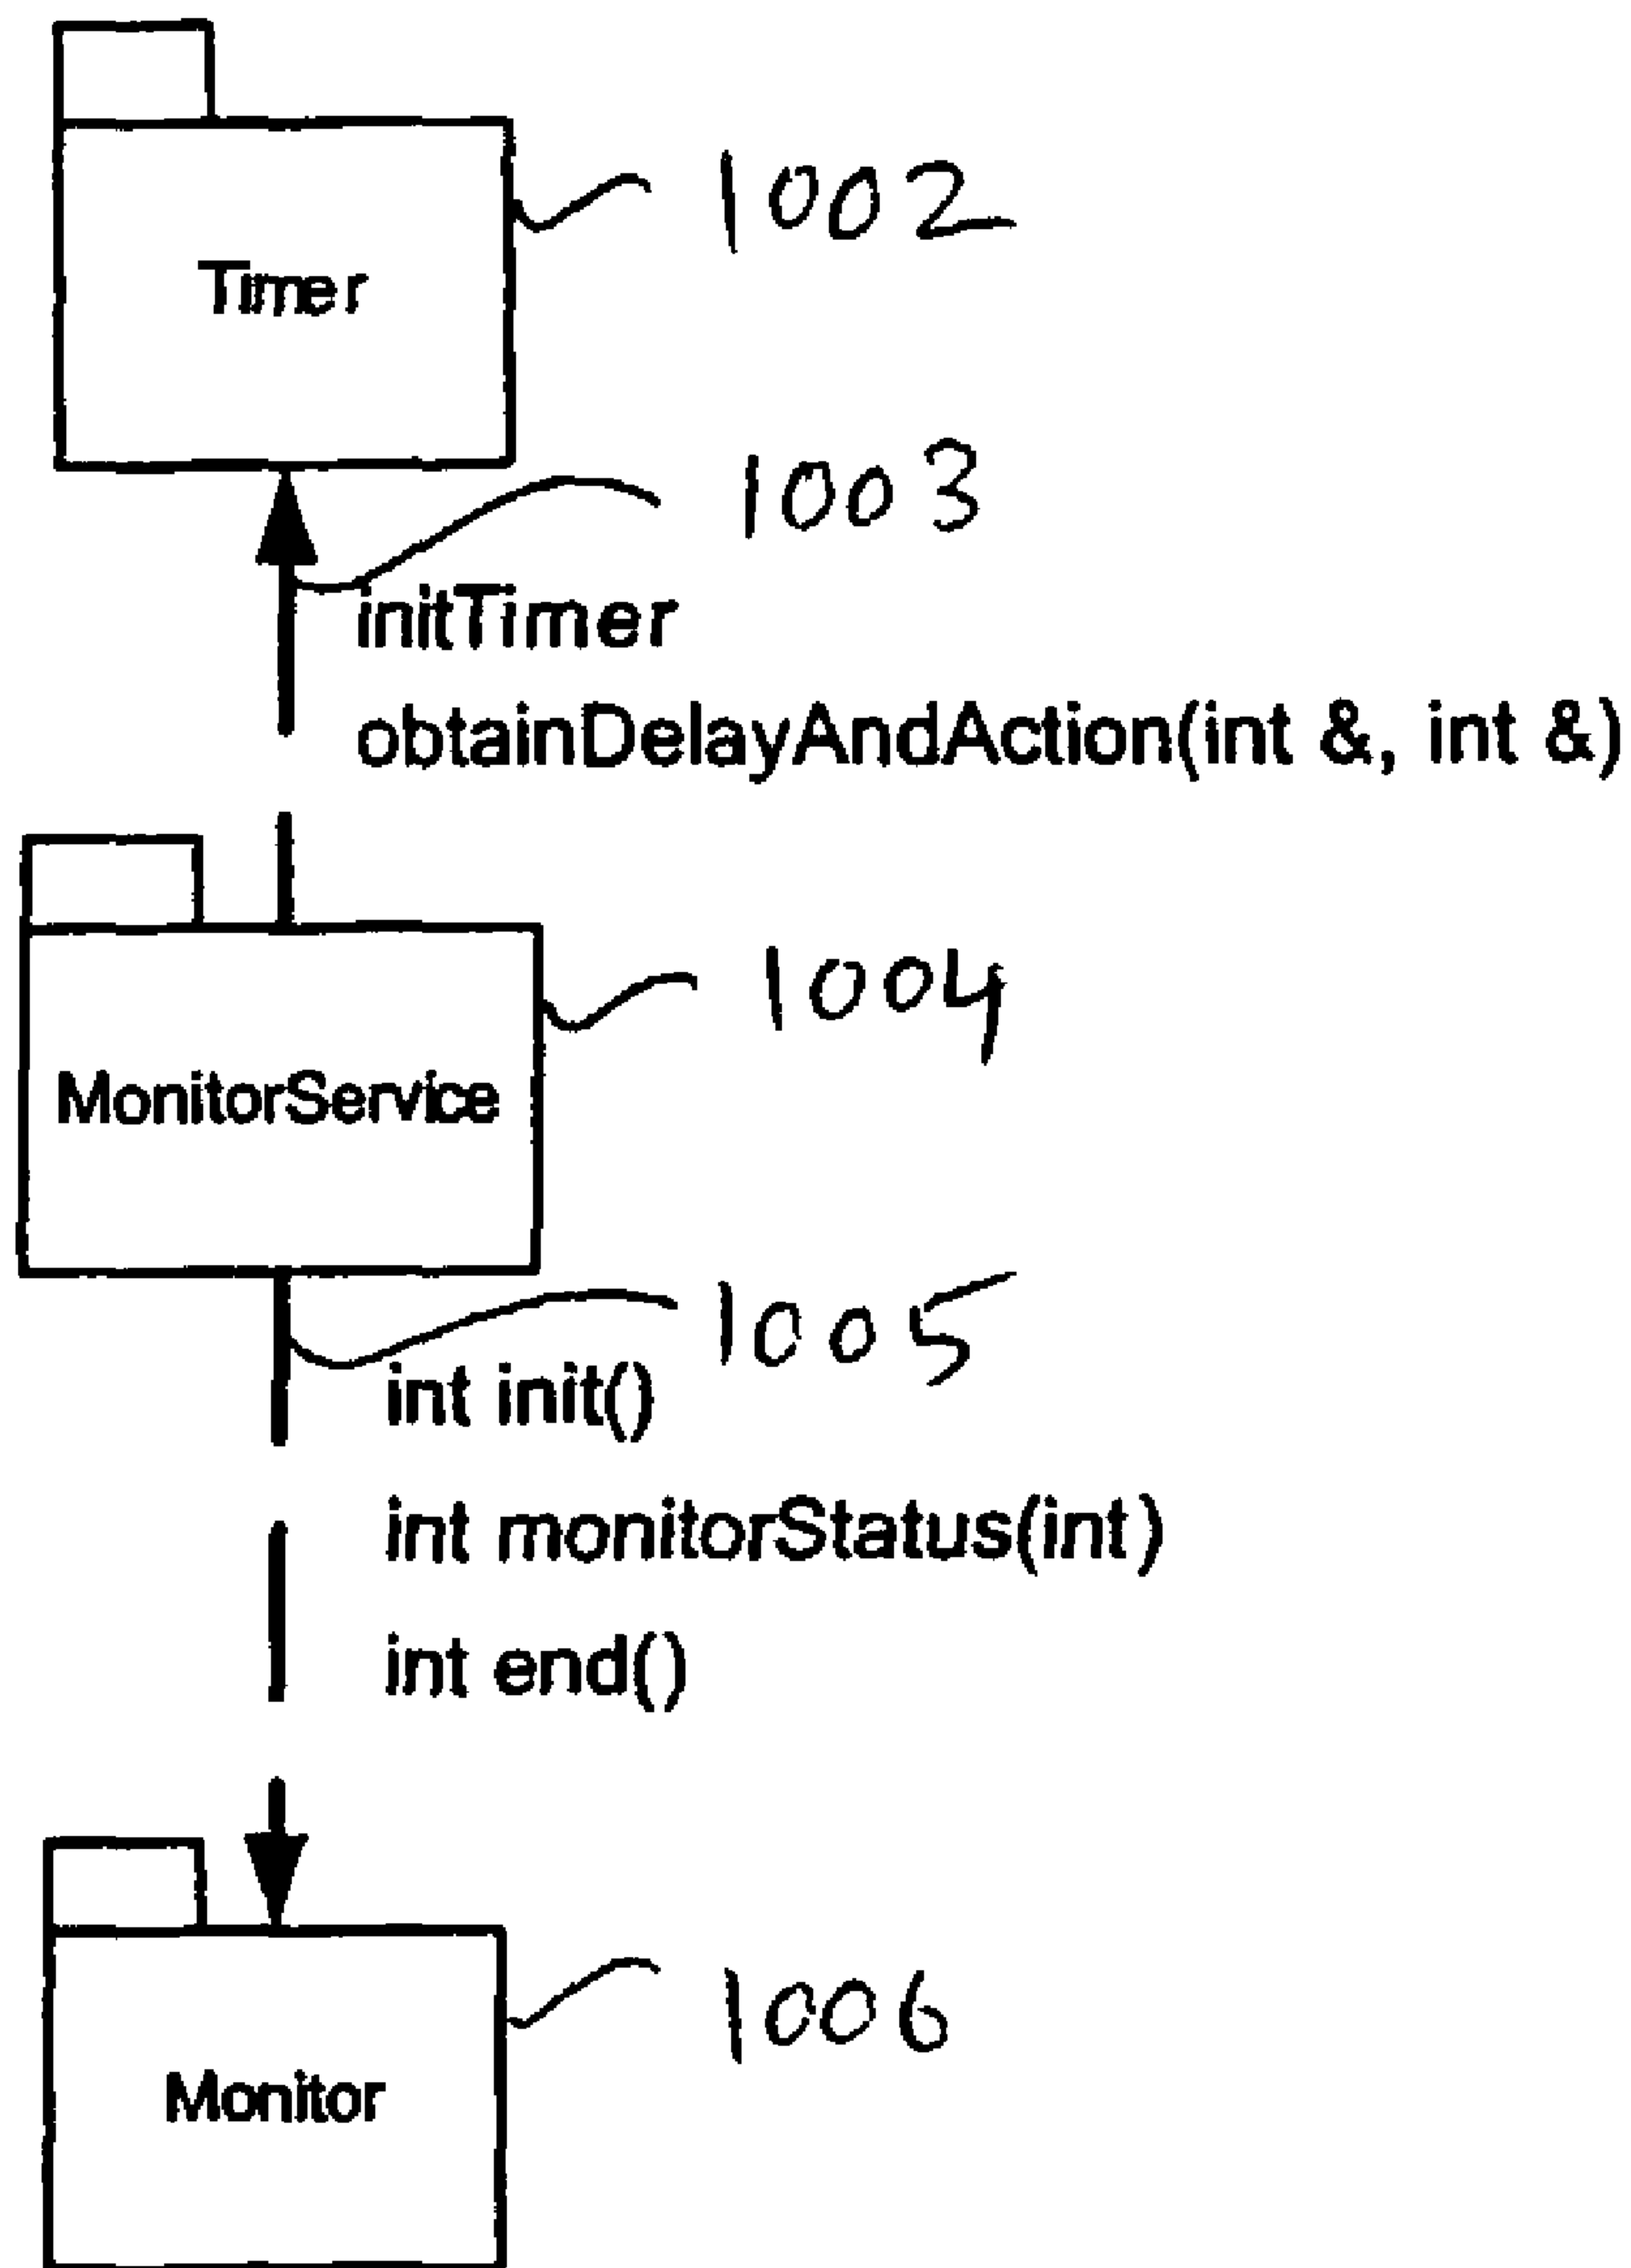 1002
Timer
1003
initTimer
obtainDelayAndAction(int &, int &)
1004
MonitorService
1005
int init()
int monitorStatus(int)
int end()
1006
Monitor